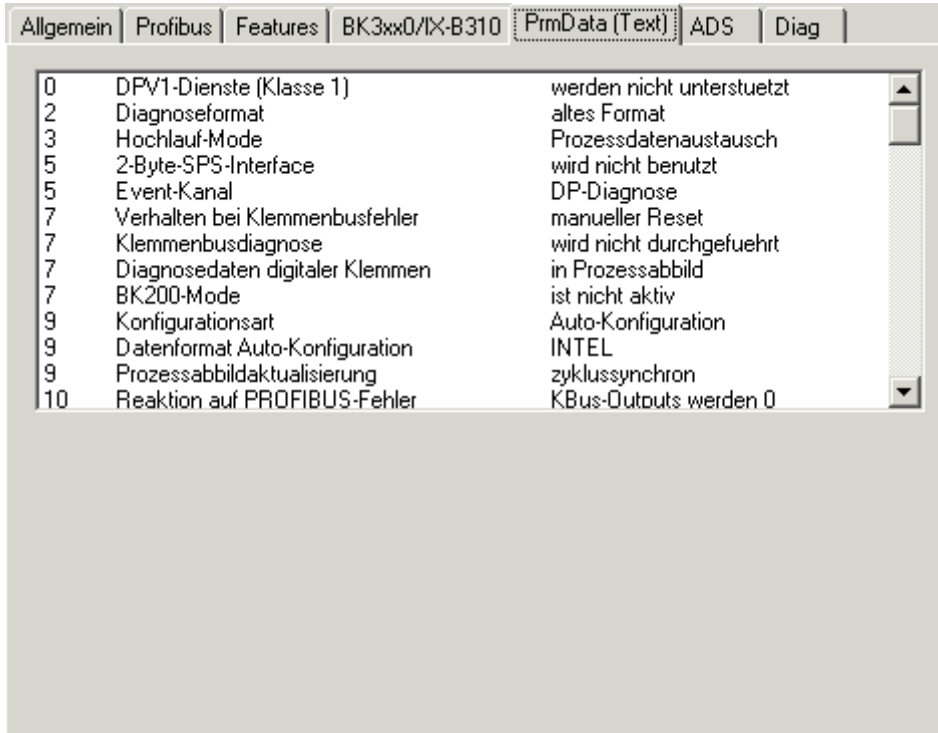 Allgemein Profibus Features BK3xx0/IX-B310 PrmData (Text) ADS Diag
0 DPV1-Dienste (Klasse 1) werden nicht unterstuetzt
2 Diagnoseformat altes Format
3 Hochlauf-Mode Prozessdatenaustausch
5 2-Byte-SPS-Interface wird nicht benutzt
5 Event-Kanal DP-Diagnose
7 Verhalten bei Klemmenbusfehler manueller Reset
7 Klemmenbusdiagnose wird nicht durchgefuehrt
7 Diagnosedaten digitaler Klemmen in Prozessabbild
7 BK200-Mode ist nicht aktiv
9 Konfigurationsart Auto-Konfiguration
9 Datenformat Auto-Konfiguration INTEL
9 Prozessabbildaktualisierung zyklussynchron
10 Reaktion auf PROFIBUS-Fehler KBus-Outputs werden 0